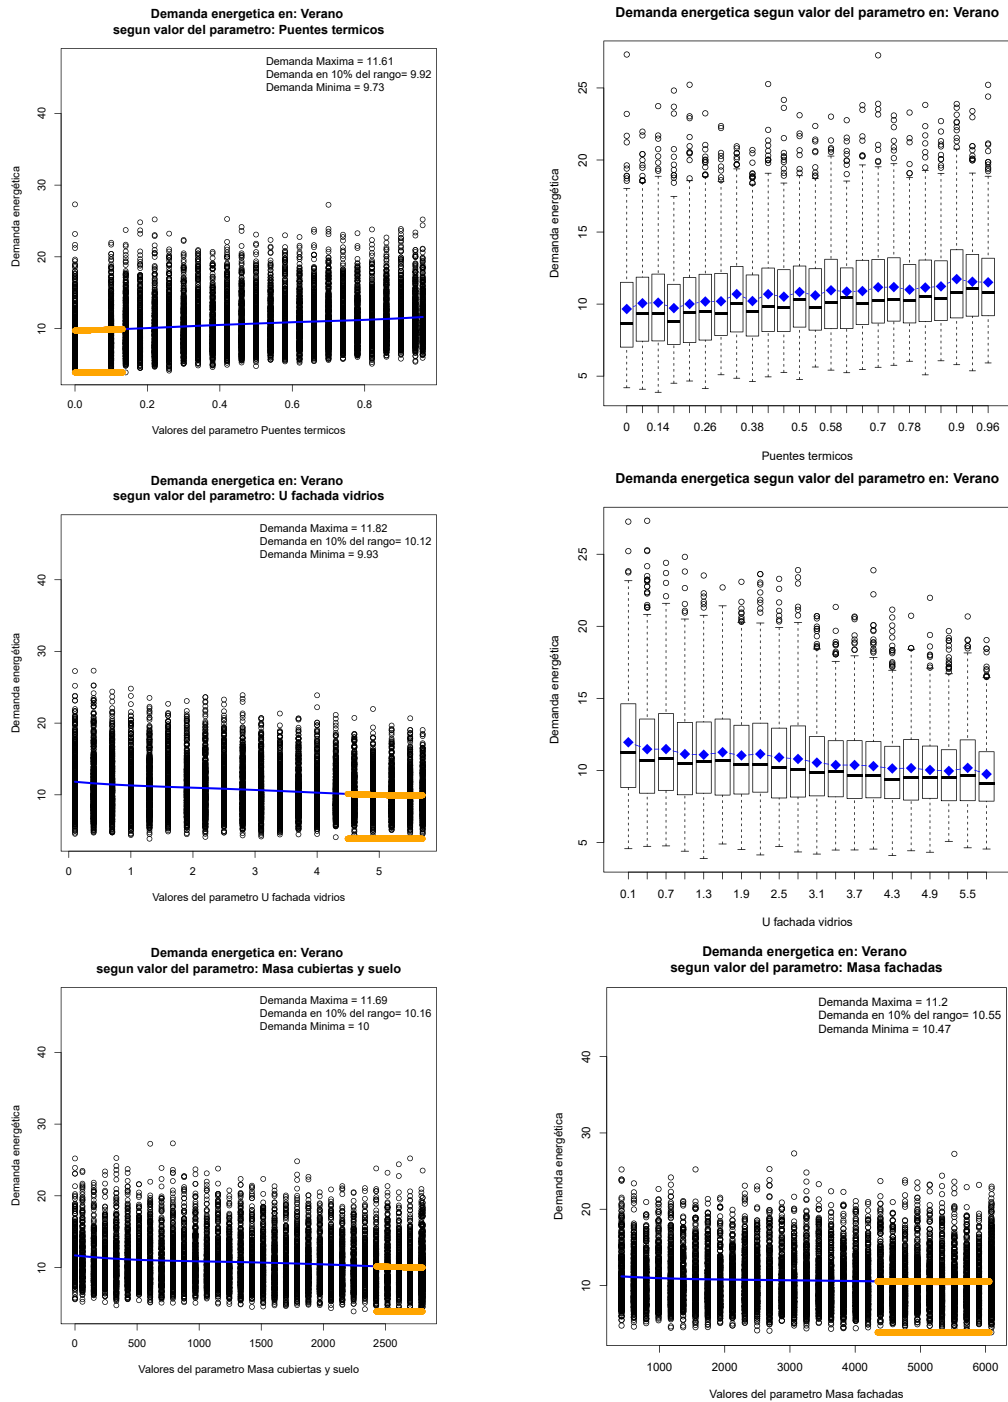 Demanda energetica en: Verano
segun valor del parametro: Puentes termicos
Demanda Maxima = 11.61
Demanda en 10% del rango= 9.92
Demanda Minima = 9.73
Demanda energética
40
30
20
10
0.0 0.2 0.4 0.6 0.8
Valores del parametro Puentes termicos
Demanda energetica segun valor del parametro en: Verano
Demanda energética
25
20
15
10
5
0 0.14 0.26 0.38 0.5 0.58 0.7 0.78 0.9 0.96
Puentes termicos
Demanda energetica en: Verano
segun valor del parametro: U fachada vidrios
Demanda Maxima = 11.82
Demanda en 10% del rango= 10.12
Demanda Minima = 9.93
Demanda energética
40
30
20
10
0 1 2 3 4 5
Valores del parametro U fachada vidrios
Demanda energetica segun valor del parametro en: Verano
Demanda energética
25
20
15
10
5
0.1 0.7 1.3 1.9 2.5 3.1 3.7 4.3 4.9 5.5
U fachada vidrios
Demanda energetica en: Verano
segun valor del parametro: Masa cubiertas y suelo
Demanda Maxima = 11.69
Demanda en 10% del rango= 10.16
Demanda Minima = 10
Demanda energética
40
30
20
10
0 500 1000 1500 2000 2500
Valores del parametro Masa cubiertas y suelo
Demanda energetica en: Verano
segun valor del parametro: Masa fachadas
Demanda Maxima = 11.2
Demanda en 10% del rango= 10.55
Demanda Minima = 10.47
Demanda energética
40
30
20
10
1000 2000 3000 4000 5000 6000
Valores del parametro Masa fachadas